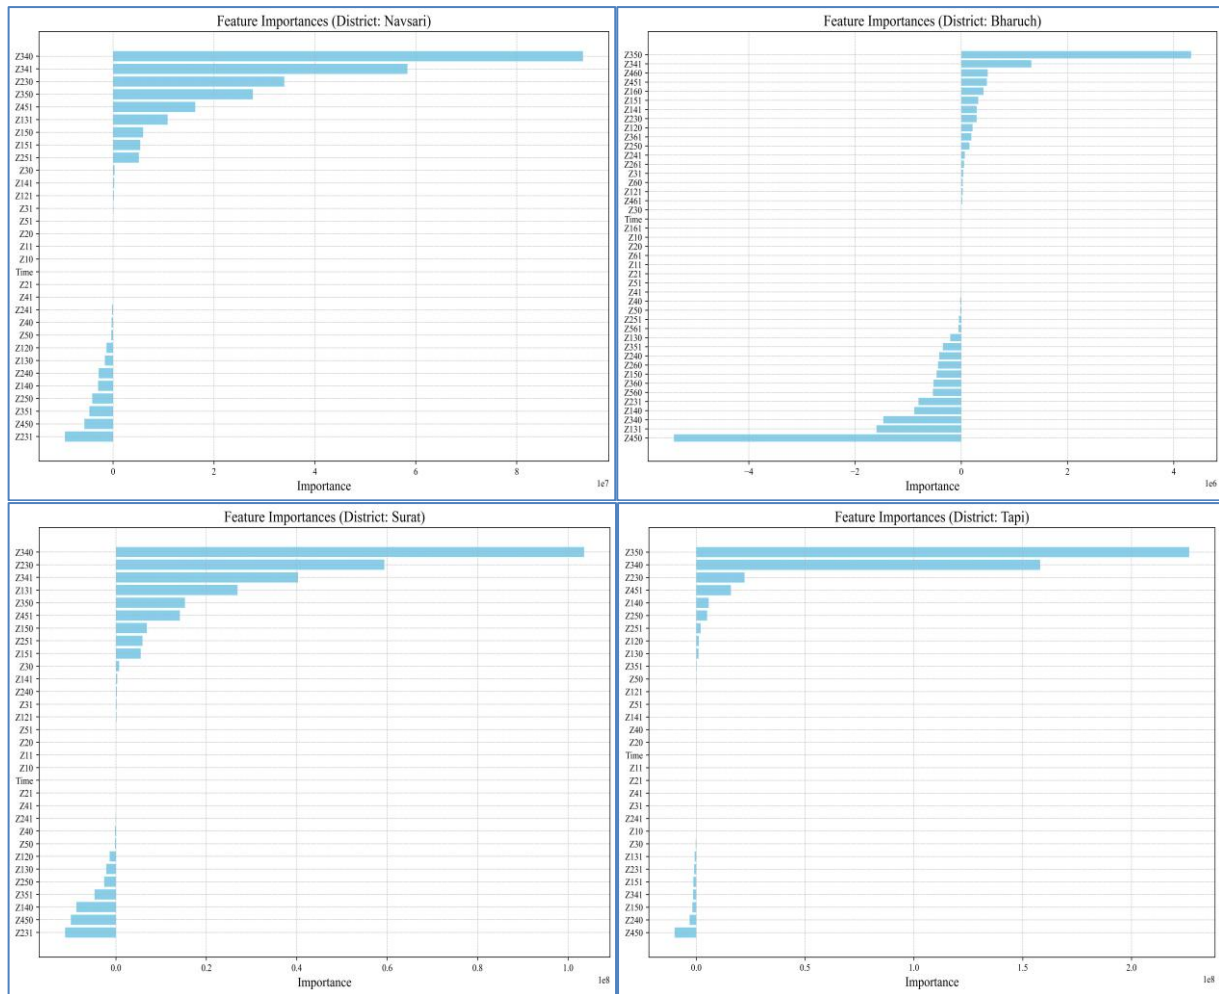 Feature Importances (District: Navsari)
Z340
Z341
Z230
Z350
Z451
Z131
Z150
Z151
Z251
Z30
Z141
Z121
Z31
Z51
Z20
Z11
Z10
Time
Z21
Z41
Z241
Z40
Z50
Z120
Z130
Z240
Z140
Z250
Z351
Z450
Z231
0 2 4 6 8
1e7
Importance
Feature Importances (District: Bharuch)
Z350
Z341
Z460
Z451
Z160
Z151
Z141
Z230
Z120
Z361
Z250
Z241
Z261
Z31
Z60
Z121
Z461
Z30
Time
Z161
Z10
Z20
Z61
Z11
Z21
Z51
Z41
Z40
Z50
Z251
Z561
Z130
Z351
Z240
Z260
Z150
Z360
Z560
Z231
Z140
Z340
Z131
Z450
−4 −2 0 2 4
1e6
Importance
Feature Importances (District: Surat)
Z340
Z230
Z341
Z131
Z350
Z451
Z150
Z251
Z151
Z30
Z141
Z240
Z31
Z121
Z51
Z20
Z11
Z10
Time
Z21
Z41
Z241
Z40
Z50
Z120
Z130
Z250
Z351
Z140
Z450
Z231
0.0 0.2 0.4 0.6 0.8 1.0
1e8
Importance
Feature Importances (District: Tapi)
Z350
Z340
Z230
Z451
Z140
Z250
Z251
Z120
Z130
Z351
Z50
Z121
Z51
Z141
Z40
Z20
Time
Z11
Z21
Z41
Z31
Z241
Z10
Z30
Z131
Z231
Z151
Z341
Z150
Z240
Z450
0.0 0.5 1.0 1.5 2.0
1e8
Importance